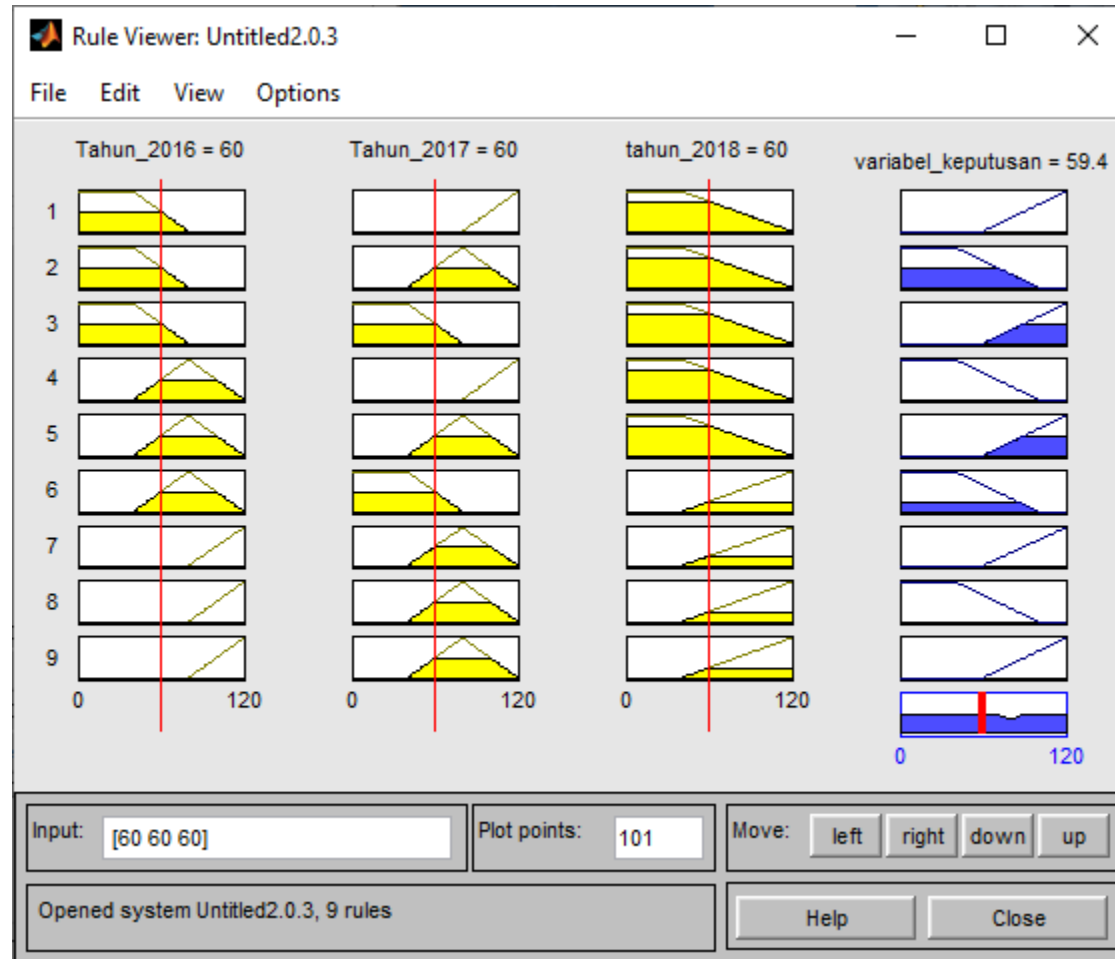 Rule Viewer: Untitled2.0.3
File Edit View Options
Tahun_2016 = 60 Tahun_2017 = 60 tahun_2018 = 60 variabel_keputusan = 59.4
1
2
3
4
5
6
7
8
9
0 120 0 120 0 120
0 120
Input: [60 60 60] Plot points: 101 Move: left right down up
Opened system Untitled2.0.3, 9 rules Help Close